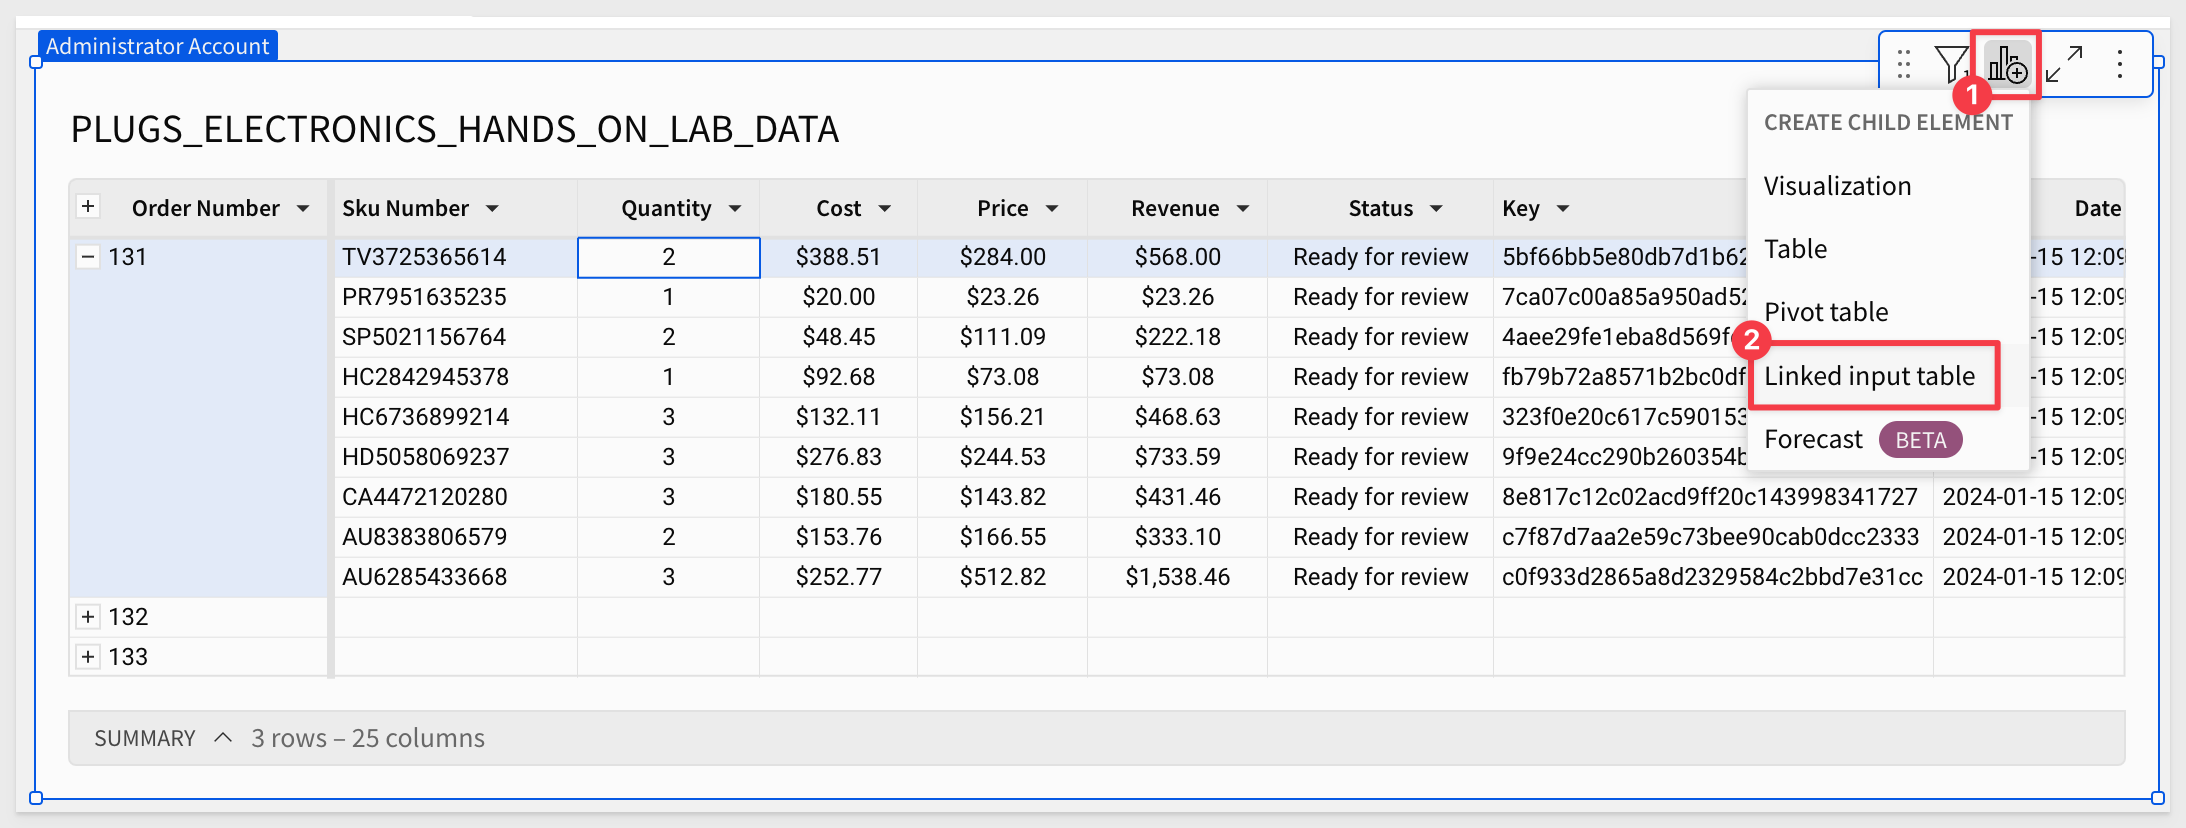 Administrator Account
1
1
CREATE CHILD ELEMENT
PLUGS_ELECTRONICS_HANDS_ON_LAB_DATA
Visualization
Table
Pivot table
2
Linked input table
Forecast BETA
Order Number Sku Number Quantity Cost Price Revenue Status Key Date
131 TV3725365614 2 $388.51 $284.00 $568.00 Ready for review 5bf66bb5e80db7d1b62 -15 12:09
PR7951635235 1 $20.00 $23.26 $23.26 Ready for review 7ca07c00a85a950ad52 -15 12:09
SP5021156764 2 $48.45 $111.09 $222.18 Ready for review 4aee29fe1eba8d569f -15 12:09
HC2842945378 1 $92.68 $73.08 $73.08 Ready for review fb79b72a8571b2bc0df -15 12:09
HC6736899214 3 $132.11 $156.21 $468.63 Ready for review 323f0e20c617c590153 -15 12:09
HD5058069237 3 $276.83 $244.53 $733.59 Ready for review 9f9e24cc290b260354b -15 12:09
CA4472120280 3 $180.55 $143.82 $431.46 Ready for review 8e817c12c02acd9ff20c143998341727 2024-01-15 12:09
AU8383806579 2 $153.76 $166.55 $333.10 Ready for review c7f87d7aa2e59c73bee90cab0dcc2333 2024-01-15 12:09
AU6285433668 3 $252.77 $512.82 $1,538.46 Ready for review c0f933d2865a8d2329584c2bbd7e31cc 2024-01-15 12:09
132
133
SUMMARY 3 rows – 25 columns